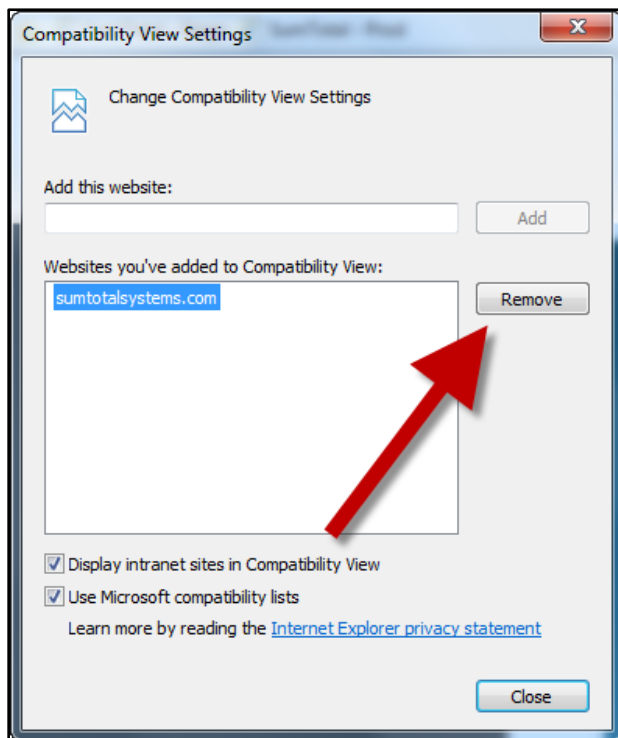 Compatibility View Settings
Change Compatibility View Settings
Add this website:
Add
Websites you've added to Compatibility View:
sumtotalsystems.com
Remove
Display intranet sites in Compatibility View
Use Microsoft compatibility lists
Learn more by reading the Internet Explorer privacy statement
Close